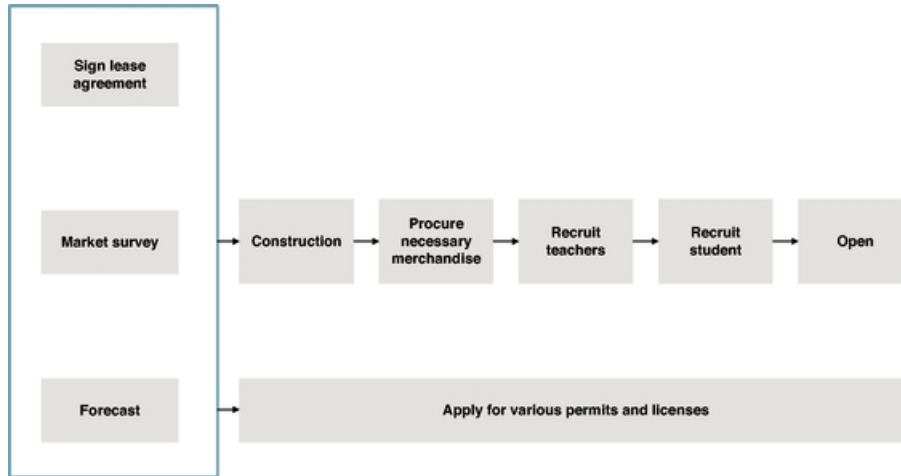 Sign lease
agreement
Market survey
Construction
Procure
necessary
merchandise
Recruit
teachers
Recruit
student
Open
Forecast
Apply for various permits and licenses